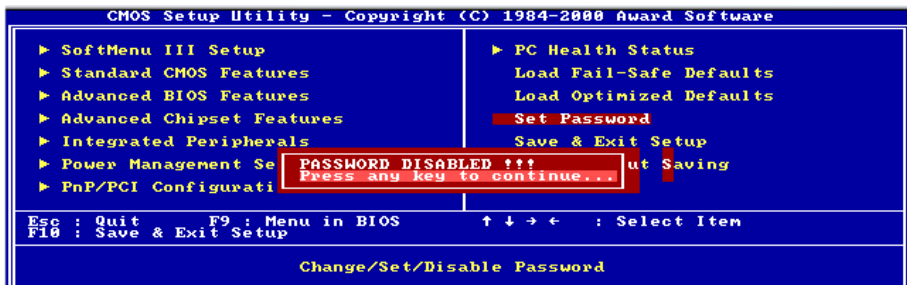 CMOS Setup Utility - Copyright (C) 1984-2000 Award Software
▶ SoftMenu III Setup
▶ Standard CMOS Features
▶ Advanced BIOS Features
▶ Advanced Chipset Features
▶ Integrated Peripherals
▶ Power Management Se
▶ PnP/PCI Configurati
▶ PC Health Status
Load Fail-Safe Defaults
Load Optimized Defaults
Set Password
Save & Exit Setup
ut Saving
PASSWORD DISABLED !!!
Press any key to continue...
Esc : Quit F9 : Menu in BIOS ↑ ↓ → ← : Select Item
F10 : Save & Exit Setup
Change/Set/Disable Password